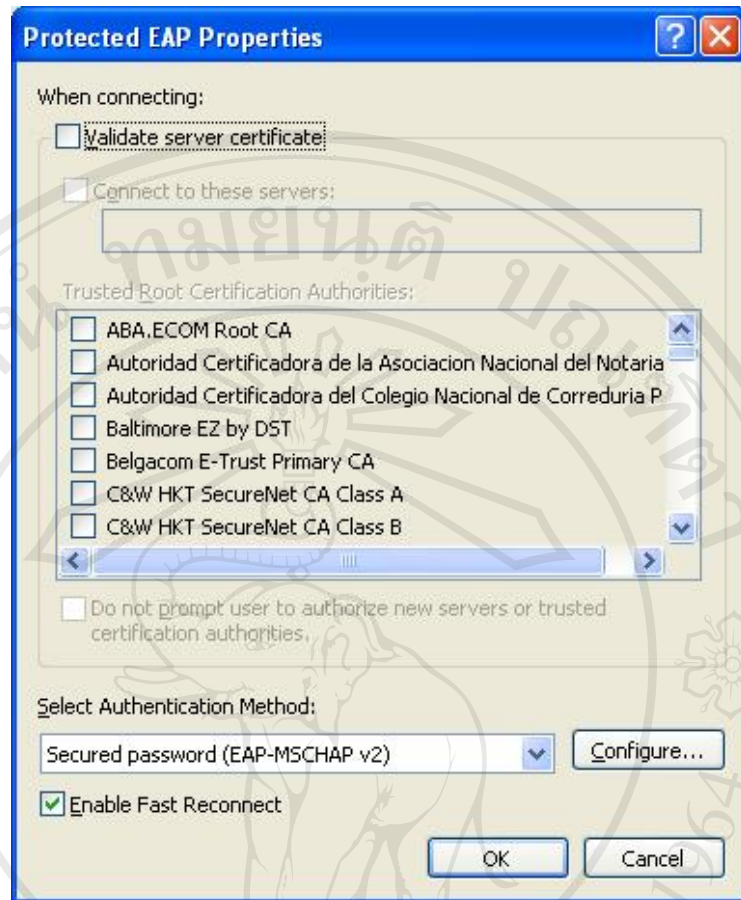 Protected EAP Properties
When connecting:
Validate server certificate
Connect to these servers:
Trusted Root Certification Authorities:
ABA.ECOM Root CA
Autoridad Certificadora de la Asociacion Nacional del Notaria
Autoridad Certificadora del Colegio Nacional de Correduria P
Baltimore EZ by DST
Belgacom E-Trust Primary CA
C&W HKT SecureNet CA Class A
C&W HKT SecureNet CA Class B
Do not prompt user to authorize new servers or trusted
certification authorities.
Select Authentication Method:
Secured password (EAP-MSCHAP v2)
Configure...
Enable Fast Reconnect
OK
Cancel